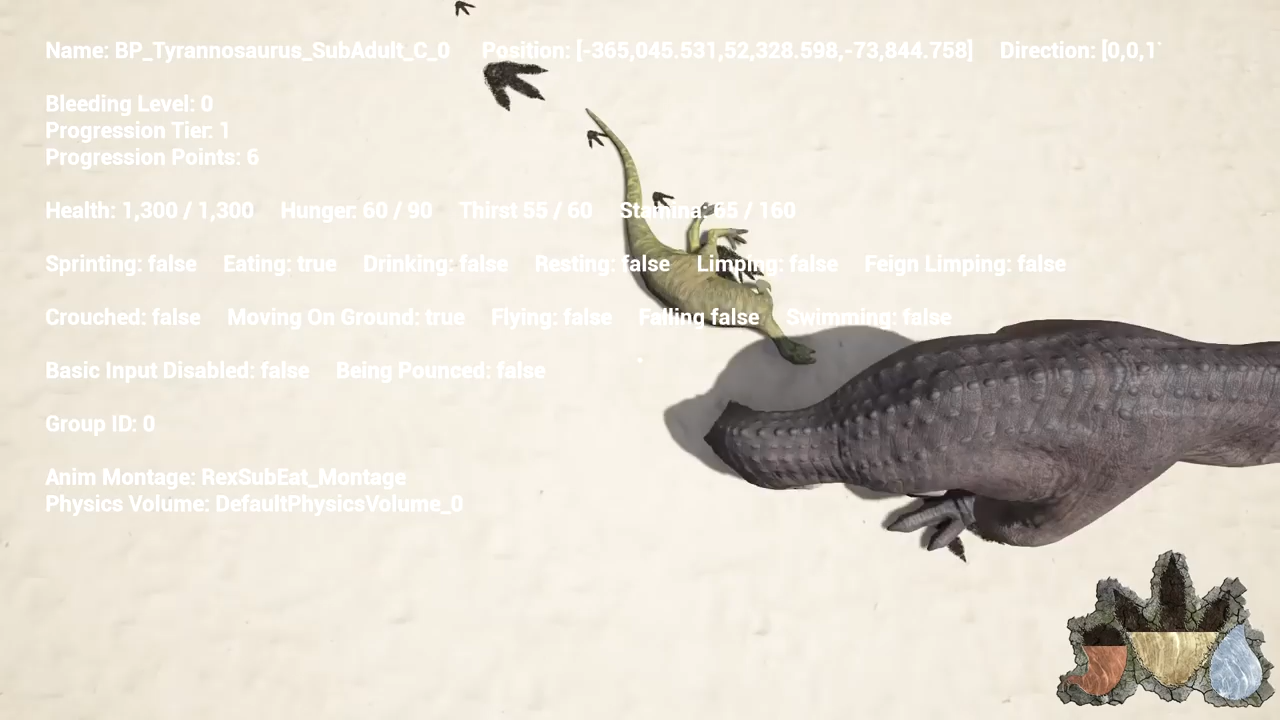 Name: BP_Tyrannosaurus_SubAdult_C_0 Position: [-365,045.531,52,328.598,-73,844.758] Direction: [0,0,1
Bleeding Level: 0
Progression Tier: 1
Progression Points: 6
Health: 1,300 / 1,300 Hunger: 60 / 90 Thirst 55 / 60 Stamina: 65 / 160
Sprinting: false Eating: true Drinking: false Resting: false Limping: false Feign Limping: false
Crouched: false Moving On Ground: true Flying: false Falling false Swimming: false
Basic Input Disabled: false Being Pounced: false
Group ID: 0
Anim Montage: RexSubEat_Montage
Physics Volume: DefaultPhysicsVolume_0